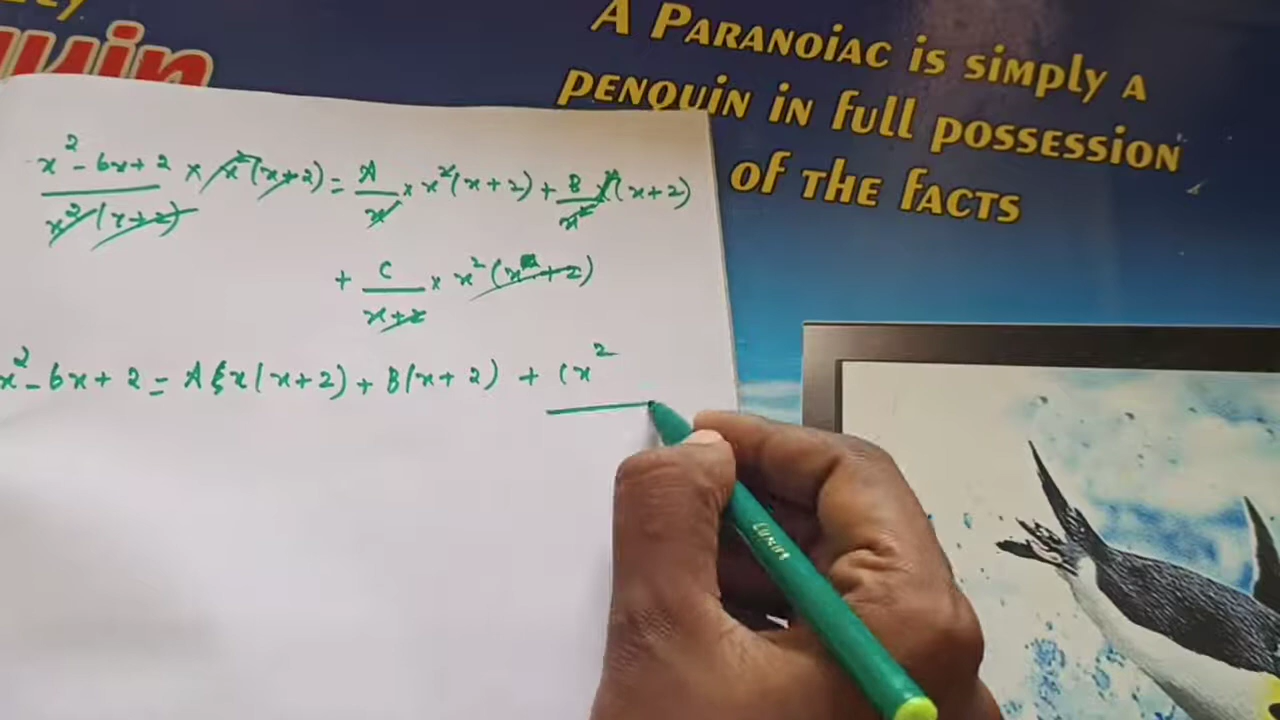 A PARANOIAC is simply A
PENQUIN IN full POSSESSION
of THE fACTS
x² - 6x + 2 / x²(x+2) × x²(x+2) = A/x × x²(x+2) + B/x² x²(x+2)
+ C/x+2 × x²(x+2)
x² - 6x + 2 = A x(x+2) + B(x+2) + Cx²
LUXOR